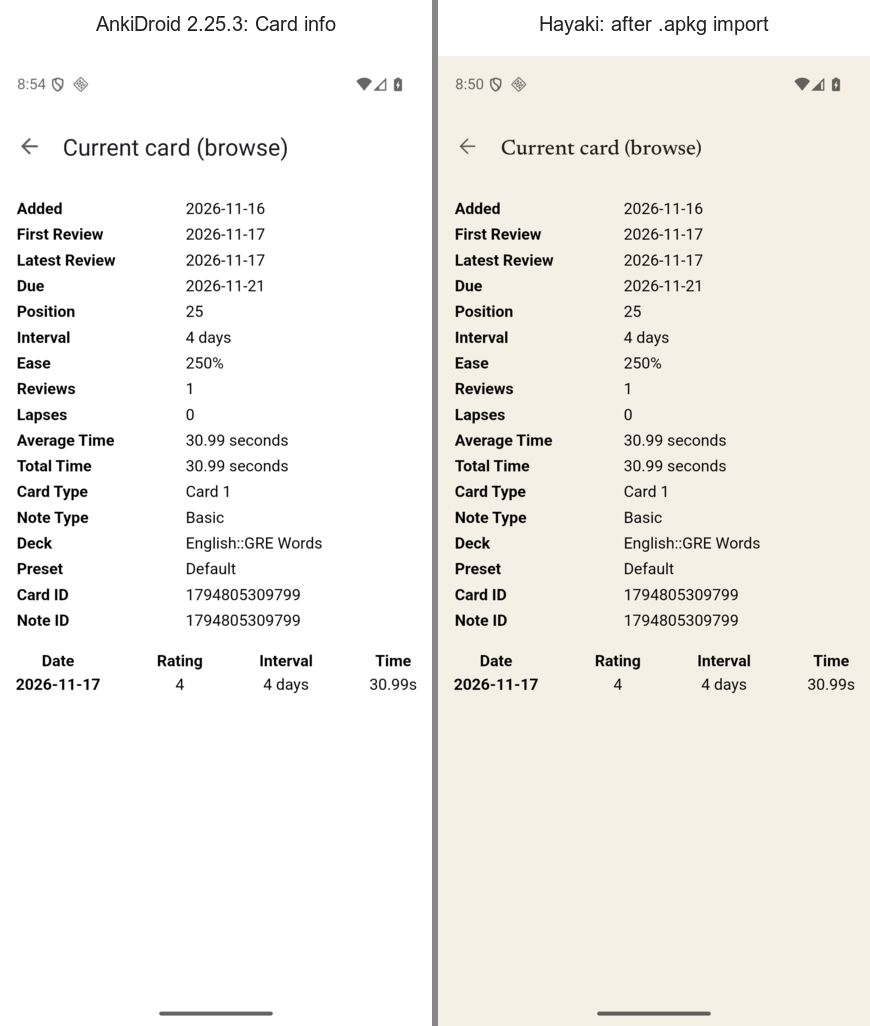 AnkiDroid 2.25.3: Card info
8:54
Current card (browse)
Added 2026-11-16
First Review 2026-11-17
Latest Review 2026-11-17
Due 2026-11-21
Position 25
Interval 4 days
Ease 250%
Reviews 1
Lapses 0
Average Time 30.99 seconds
Total Time 30.99 seconds
Card Type Card 1
Note Type Basic
Deck English::GRE Words
Preset Default
Card ID 1794805309799
Note ID 1794805309799
Date Rating Interval Time
2026-11-17 4 4 days 30.99s
Hayaki: after .apkg import
8:50
Current card (browse)
Added 2026-11-16
First Review 2026-11-17
Latest Review 2026-11-17
Due 2026-11-21
Position 25
Interval 4 days
Ease 250%
Reviews 1
Lapses 0
Average Time 30.99 seconds
Total Time 30.99 seconds
Card Type Card 1
Note Type Basic
Deck English::GRE Words
Preset Default
Card ID 1794805309799
Note ID 1794805309799
Date Rating Interval Time
2026-11-17 4 4 days 30.99s